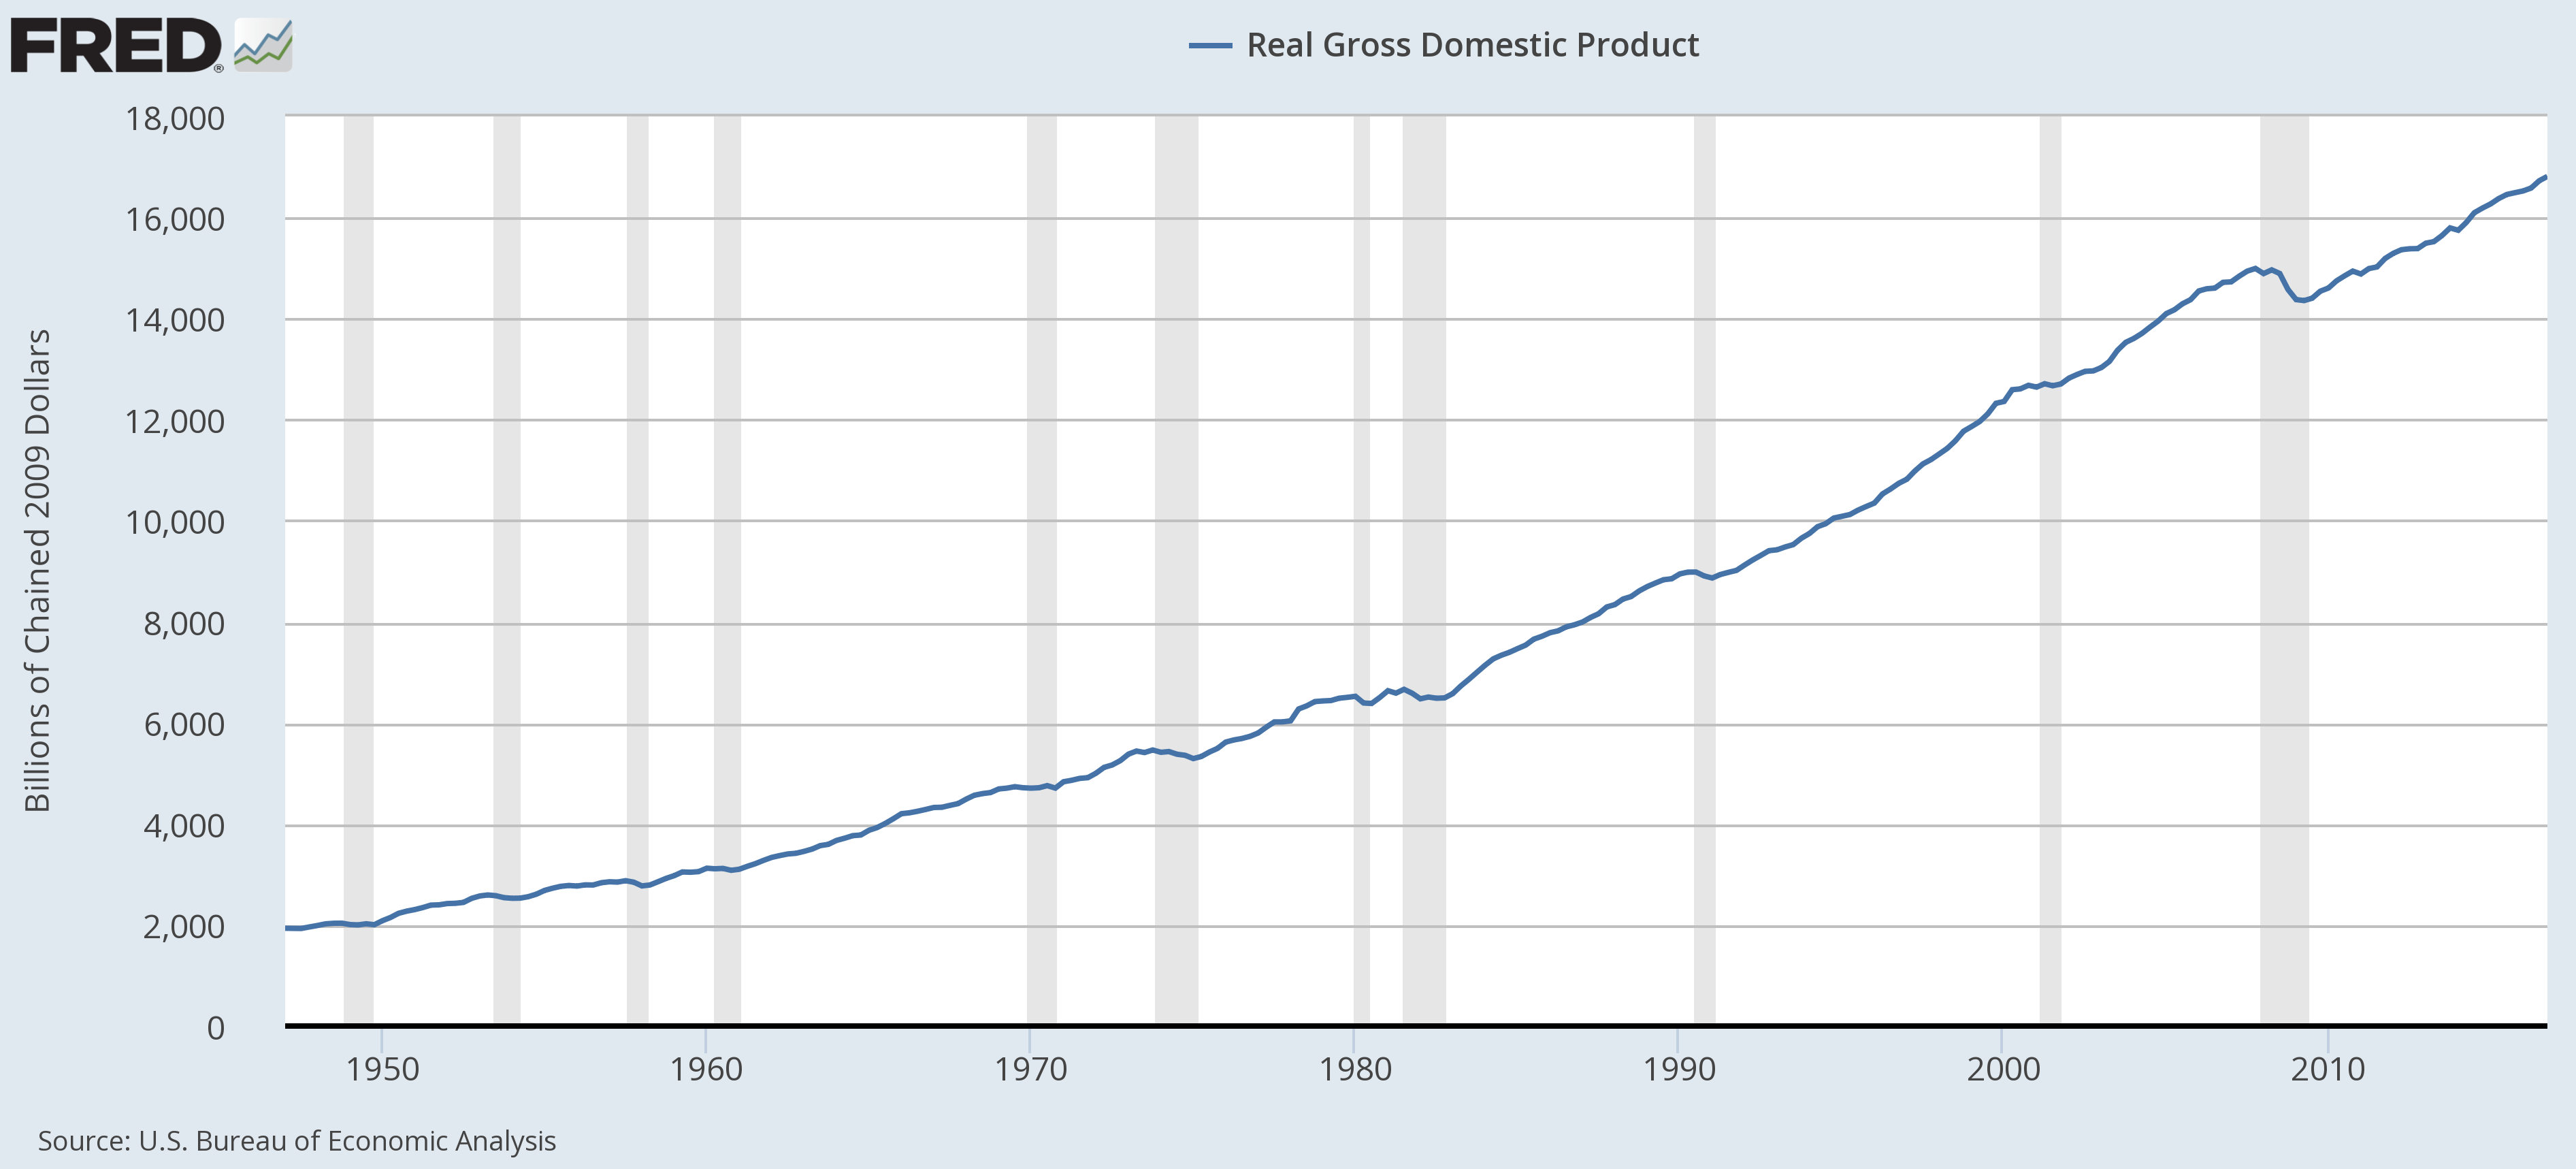 FRED®
Real Gross Domestic Product
18,000
16,000
14,000
12,000
10,000
8,000
6,000
4,000
2,000
0
Billions of Chained 2009 Dollars
1950 1960 1970 1980 1990 2000 2010
Source: U.S. Bureau of Economic Analysis